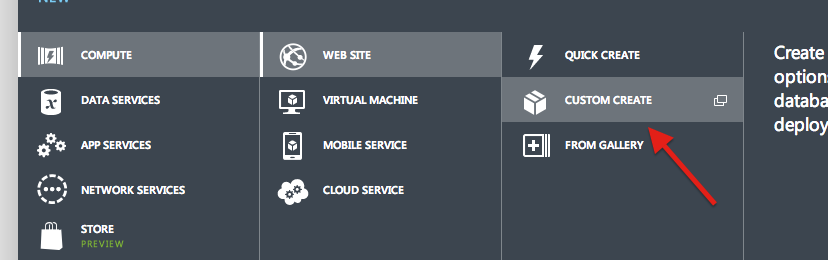 NEW
COMPUTE
DATA SERVICES
APP SERVICES
NETWORK SERVICES
STORE
PREVIEW
WEB SITE
VIRTUAL MACHINE
MOBILE SERVICE
CLOUD SERVICE
QUICK CREATE
CUSTOM CREATE
FROM GALLERY
Create
option
databa
deploy